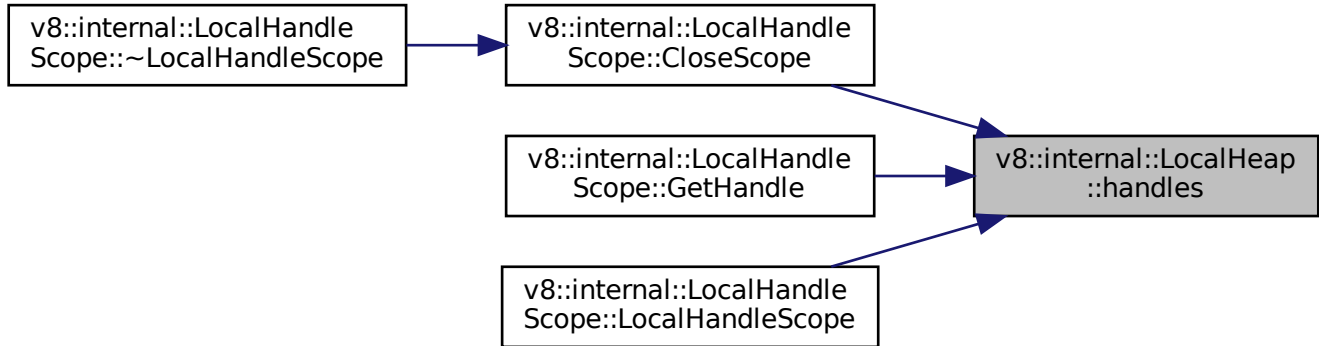 v8::internal::LocalHandle
Scope::~LocalHandleScope
v8::internal::LocalHandle
Scope::CloseScope
v8::internal::LocalHandle
Scope::GetHandle
v8::internal::LocalHeap
::handles
v8::internal::LocalHandle
Scope::LocalHandleScope